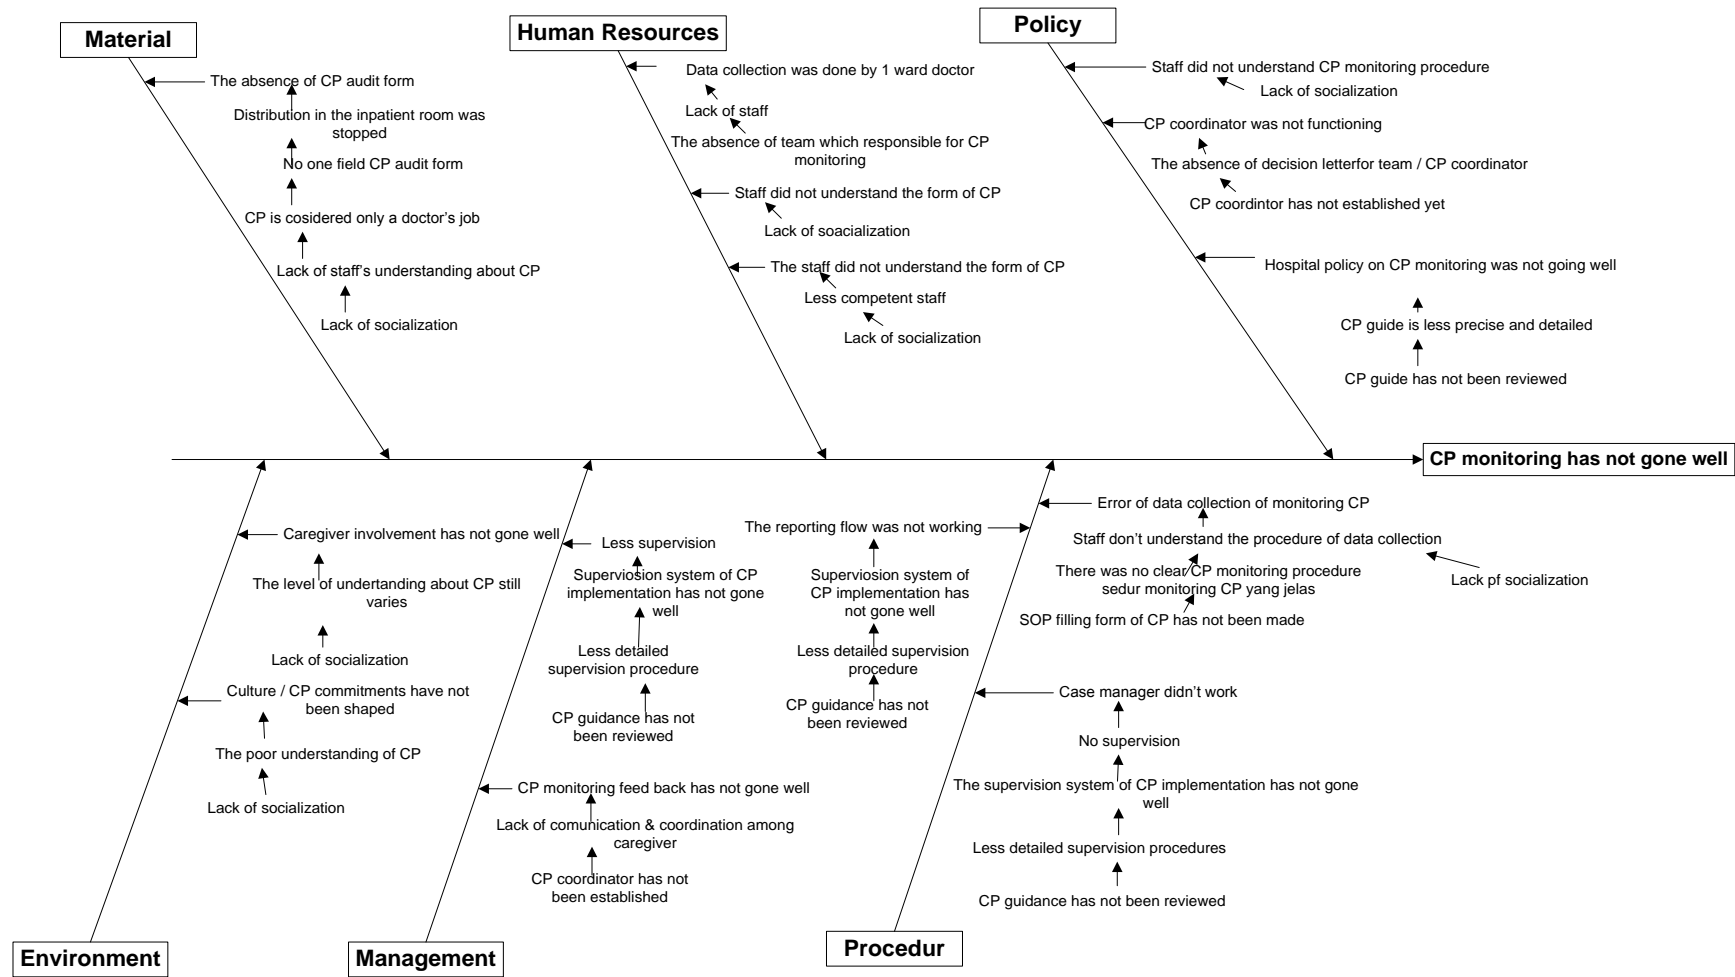 Material
The absence of CP audit form
Distribution in the inpatient room was
stopped
No one field CP audit form
CP is cosidered only a doctor's job
Lack of staff's understanding about CP
Lack of socialization
Human Resources
Data collection was done by 1 ward doctor
Lack of staff
The absence of team which responsible for CP
monitoring
Staff did not understand the form of CP
Lack of soacialization
The staff did not understand the form of CP
Less competent staff
Lack of socialization
Policy
Staff did not understand CP monitoring procedure
Lack of socialization
CP coordinator was not functioning
The absence of decision letterfor team / CP coordinator
CP coordintor has not established yet
Hospital policy on CP monitoring was not going well
CP guide is less precise and detailed
CP guide has not been reviewed
CP monitoring has not gone well
Caregiver involvement has not gone well
The level of undertanding about CP still
varies
Lack of socialization
Culture / CP commitments have not
been shaped
The poor understanding of CP
Lack of socialization
Environment
Less supervision
Superviosion system of CP
implementation has not gone
well
Less detailed
supervision procedure
CP guidance has not
been reviewed
CP monitoring feed back has not gone well
Lack of comunication & coordination among
caregiver
CP coordinator has not
been established
Management
The reporting flow was not working
Superviosion system of
CP implementation has
not gone well
Less detailed supervision
procedure
CP guidance has not
been reviewed
Error of data collection of monitoring CP
Staff don't understand the procedure of data collection
Lack pf socialization
There was no clear CP monitoring procedure
sedur monitoring CP yang jelas
SOP filling form of CP has not been made
Case manager didn't work
No supervision
The supervision system of CP implementation has not gone
well
Less detailed supervision procedures
CP guidance has not been reviewed
Procedur